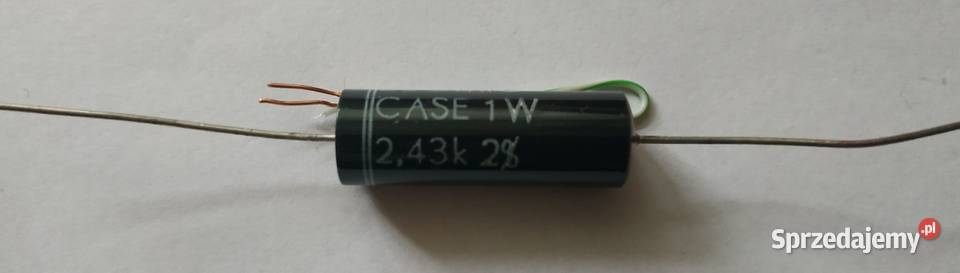 CASE 1W
2,43k 2%
Sprzedajemy.pl